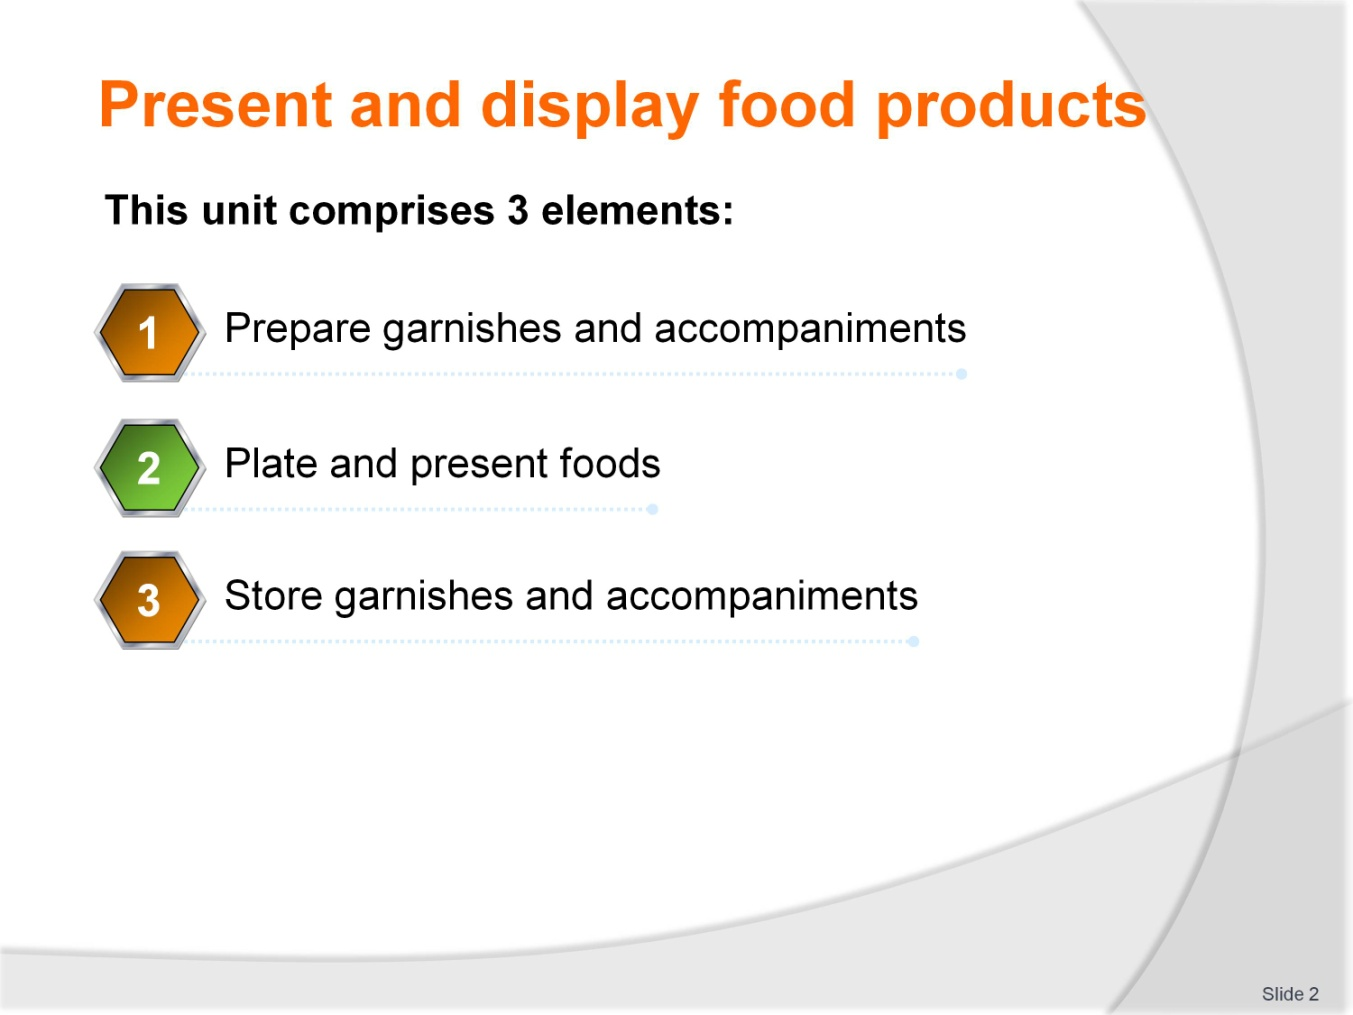 Present and display food products
This unit comprises 3 elements:
1 Prepare garnishes and accompaniments
2 Plate and present foods
3 Store garnishes and accompaniments
Slide 2